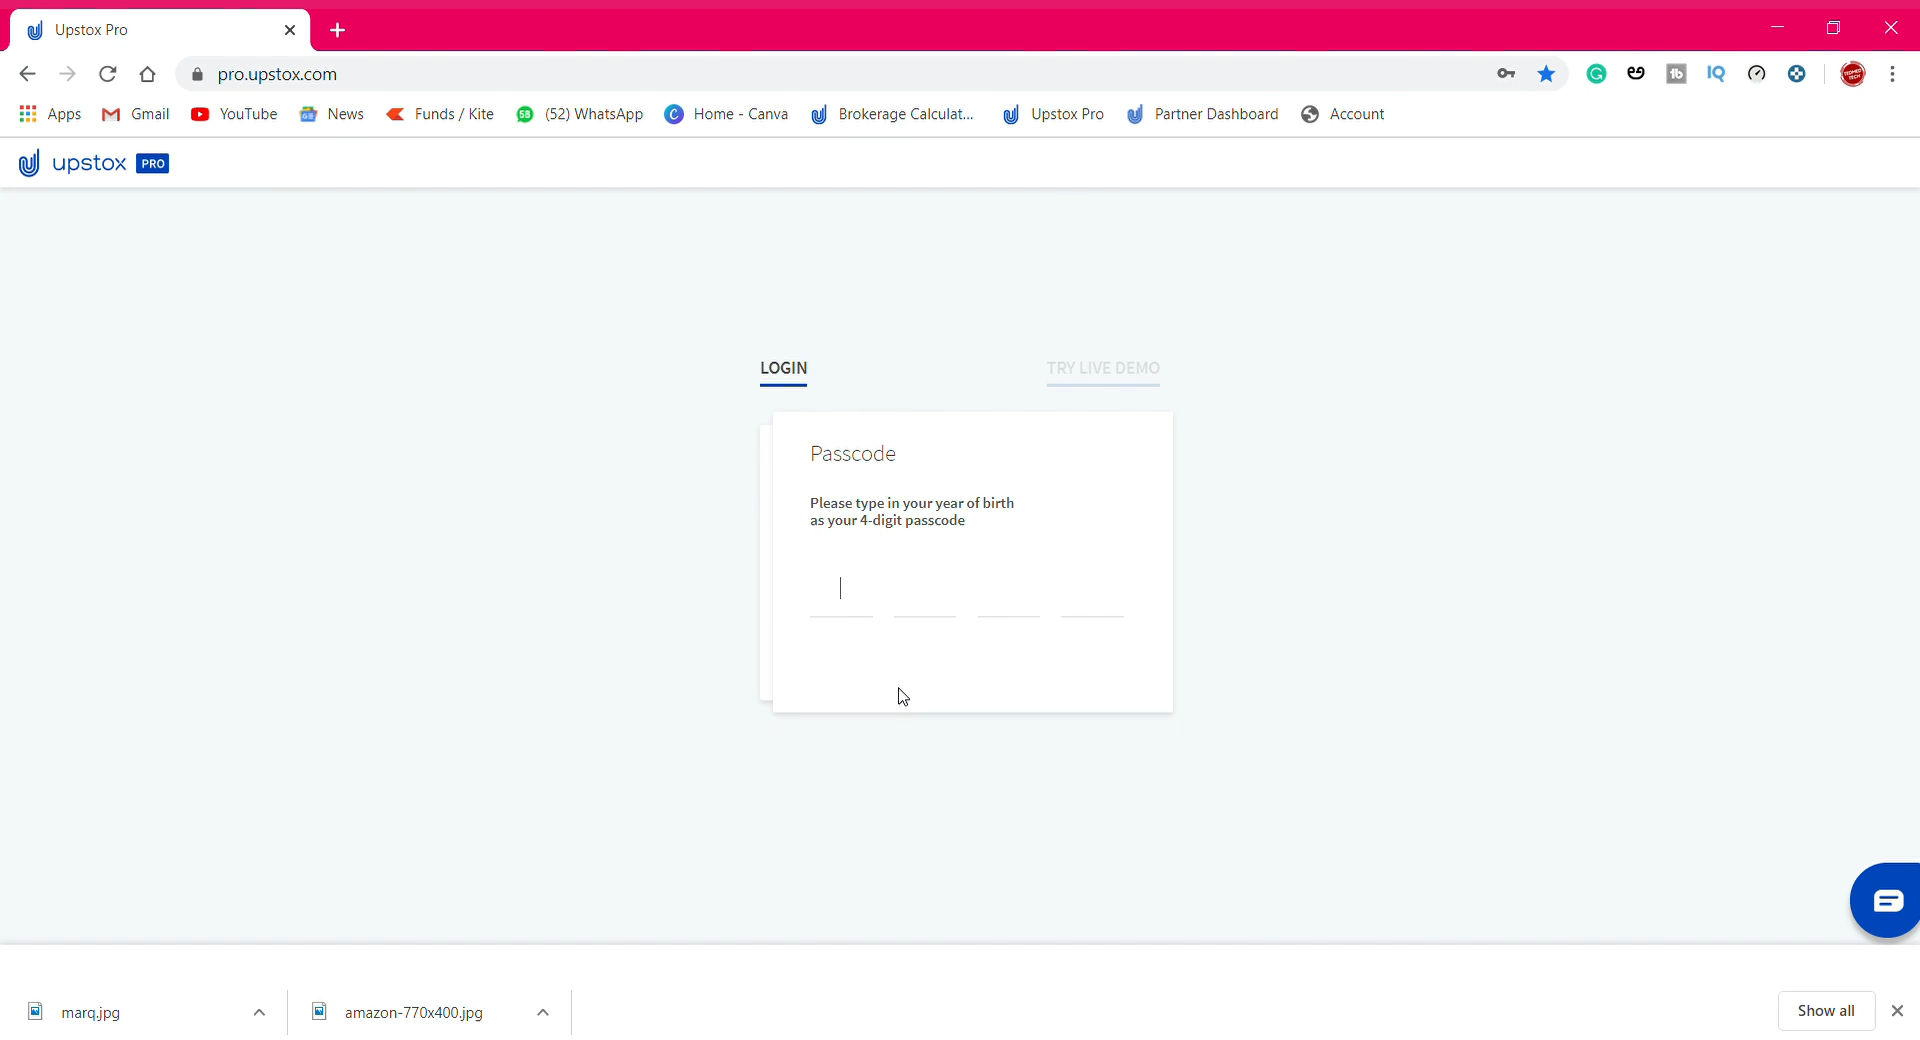 Upstox Pro
pro.upstox.com
Apps
Gmail
YouTube
News
Funds / Kite
(52) WhatsApp
Home - Canva
Brokerage Calculat...
Upstox Pro
Partner Dashboard
Account
upstox PRO
LOGIN
TRY LIVE DEMO
Passcode
Please type in your year of birth
as your 4-digit passcode
marq.jpg
amazon-770x400.jpg
Show all